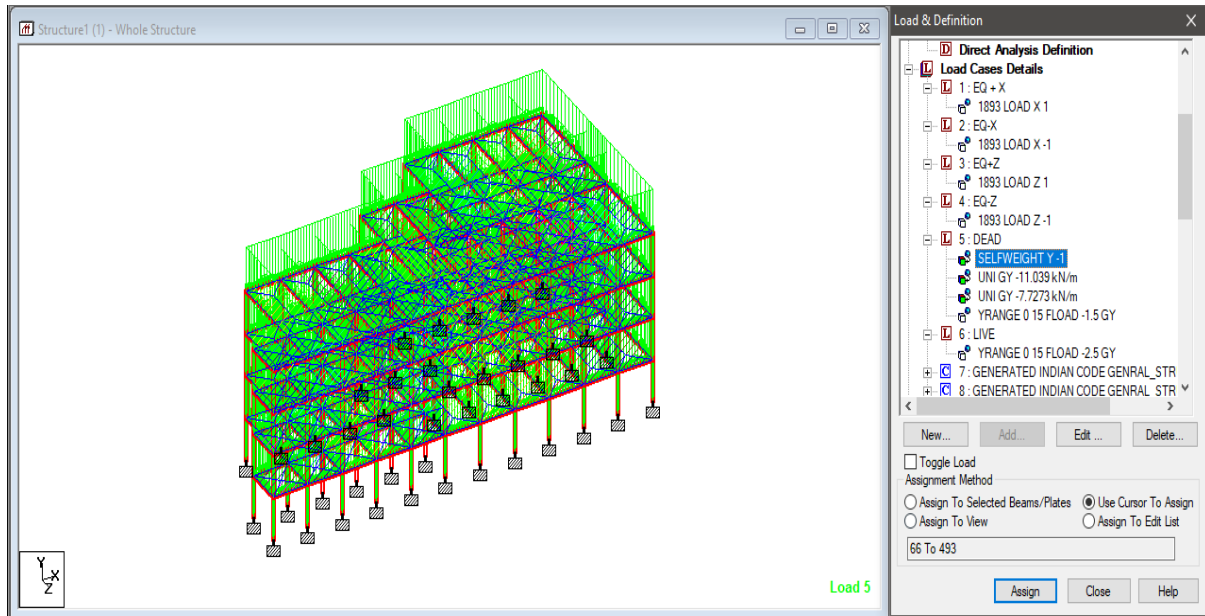 Structure1 (1) - Whole Structure
Load 5
Y
X
Z
Load & Definition
D Direct Analysis Definition
L Load Cases Details
L 1 : EQ + X
1893 LOAD X 1
L 2 : EQ-X
1893 LOAD X -1
L 3 : EQ+Z
1893 LOAD Z 1
L 4 : EQ-Z
1893 LOAD Z -1
L 5 : DEAD
SELFWEIGHT Y -1
UNI GY -11.039 kN/m
UNI GY -7.7273 kN/m
YRANGE 0 15 FLOAD -1.5 GY
L 6 : LIVE
YRANGE 0 15 FLOAD -2.5 GY
C 7 : GENERATED INDIAN CODE GENRAL_STR
C 8 : GENERATED INDIAN CODE GENRAL_STR
New... Add... Edit ... Delete...
Toggle Load
Assignment Method
Assign To Selected Beams/Plates Use Cursor To Assign
Assign To View Assign To Edit List
66 To 493
Assign Close Help